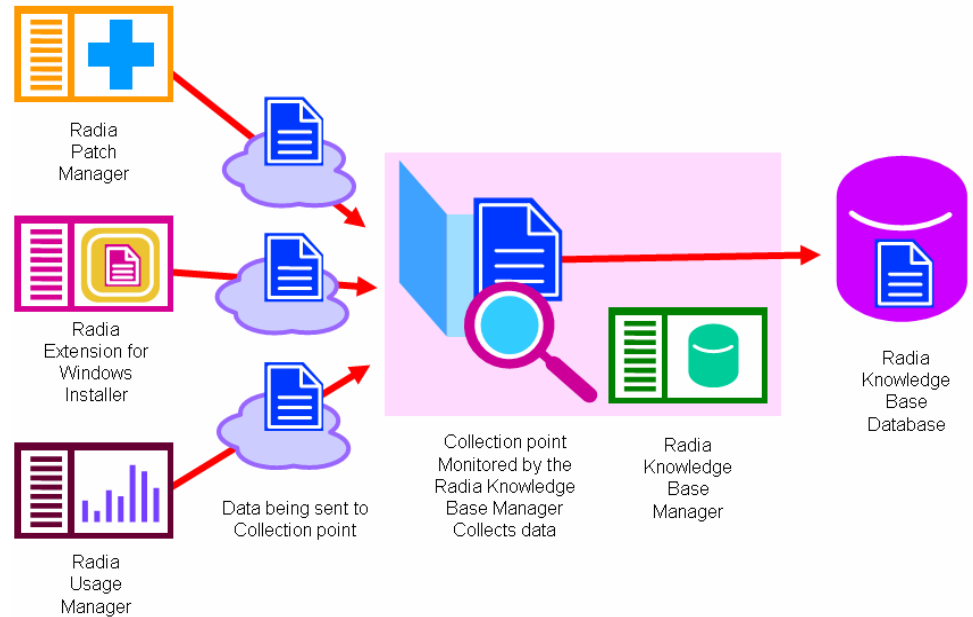 Radia
Patch
Manager
Radia
Extension for
Windows
Installer
Radia
Usage
Manager
Data being sent to
Collection point
Collection point
Monitored by the
Radia Knowledge
Base Manager
Collects data
Radia
Knowledge
Base
Manager
Radia
Knowledge
Base
Database